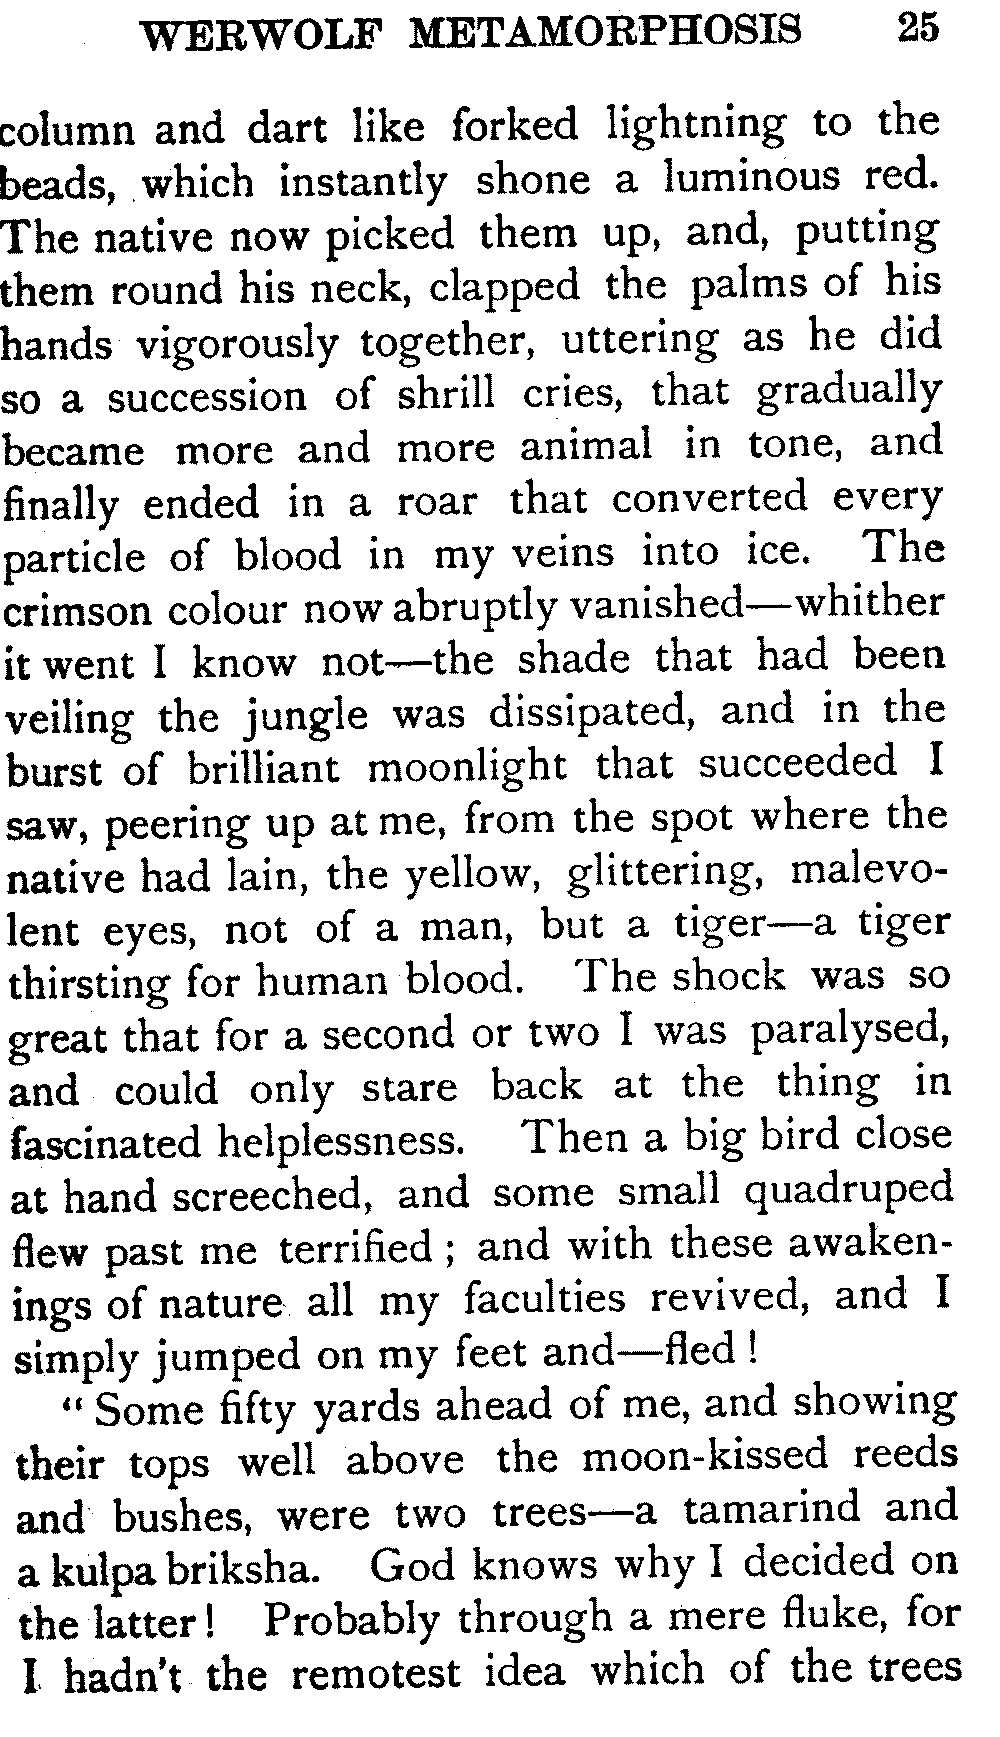 WERWOLF METAMORPHOSIS 25
column and dart like forked lightning to the
beads, which instantly shone a luminous red.
The native now picked them up, and, putting
them round his neck, clapped the palms of his
hands vigorously together, uttering as he did
so a succession of shrill cries, that gradually
became more and more animal in tone, and
finally ended in a roar that converted every
particle of blood in my veins into ice. The
crimson colour now abruptly vanished—whither
it went I know not—the shade that had been
veiling the jungle was dissipated, and in the
burst of brilliant moonlight that succeeded I
saw, peering up at me, from the spot where the
native had lain, the yellow, glittering, malevo-
lent eyes, not of a man, but a tiger—a tiger
thirsting for human blood. The shock was so
great that for a second or two I was paralysed,
and could only stare back at the thing in
fascinated helplessness. Then a big bird close
at hand screeched, and some small quadruped
flew past me terrified ; and with these awaken-
ings of nature all my faculties revived, and I
simply jumped on my feet and—fled !
“ Some fifty yards ahead of me, and showing
their tops well above the moon-kissed reeds
and bushes, were two trees—a tamarind and
a kulpa briksha. God knows why I decided on
the latter ! Probably through a mere fluke, for
I hadn't the remotest idea which of the trees